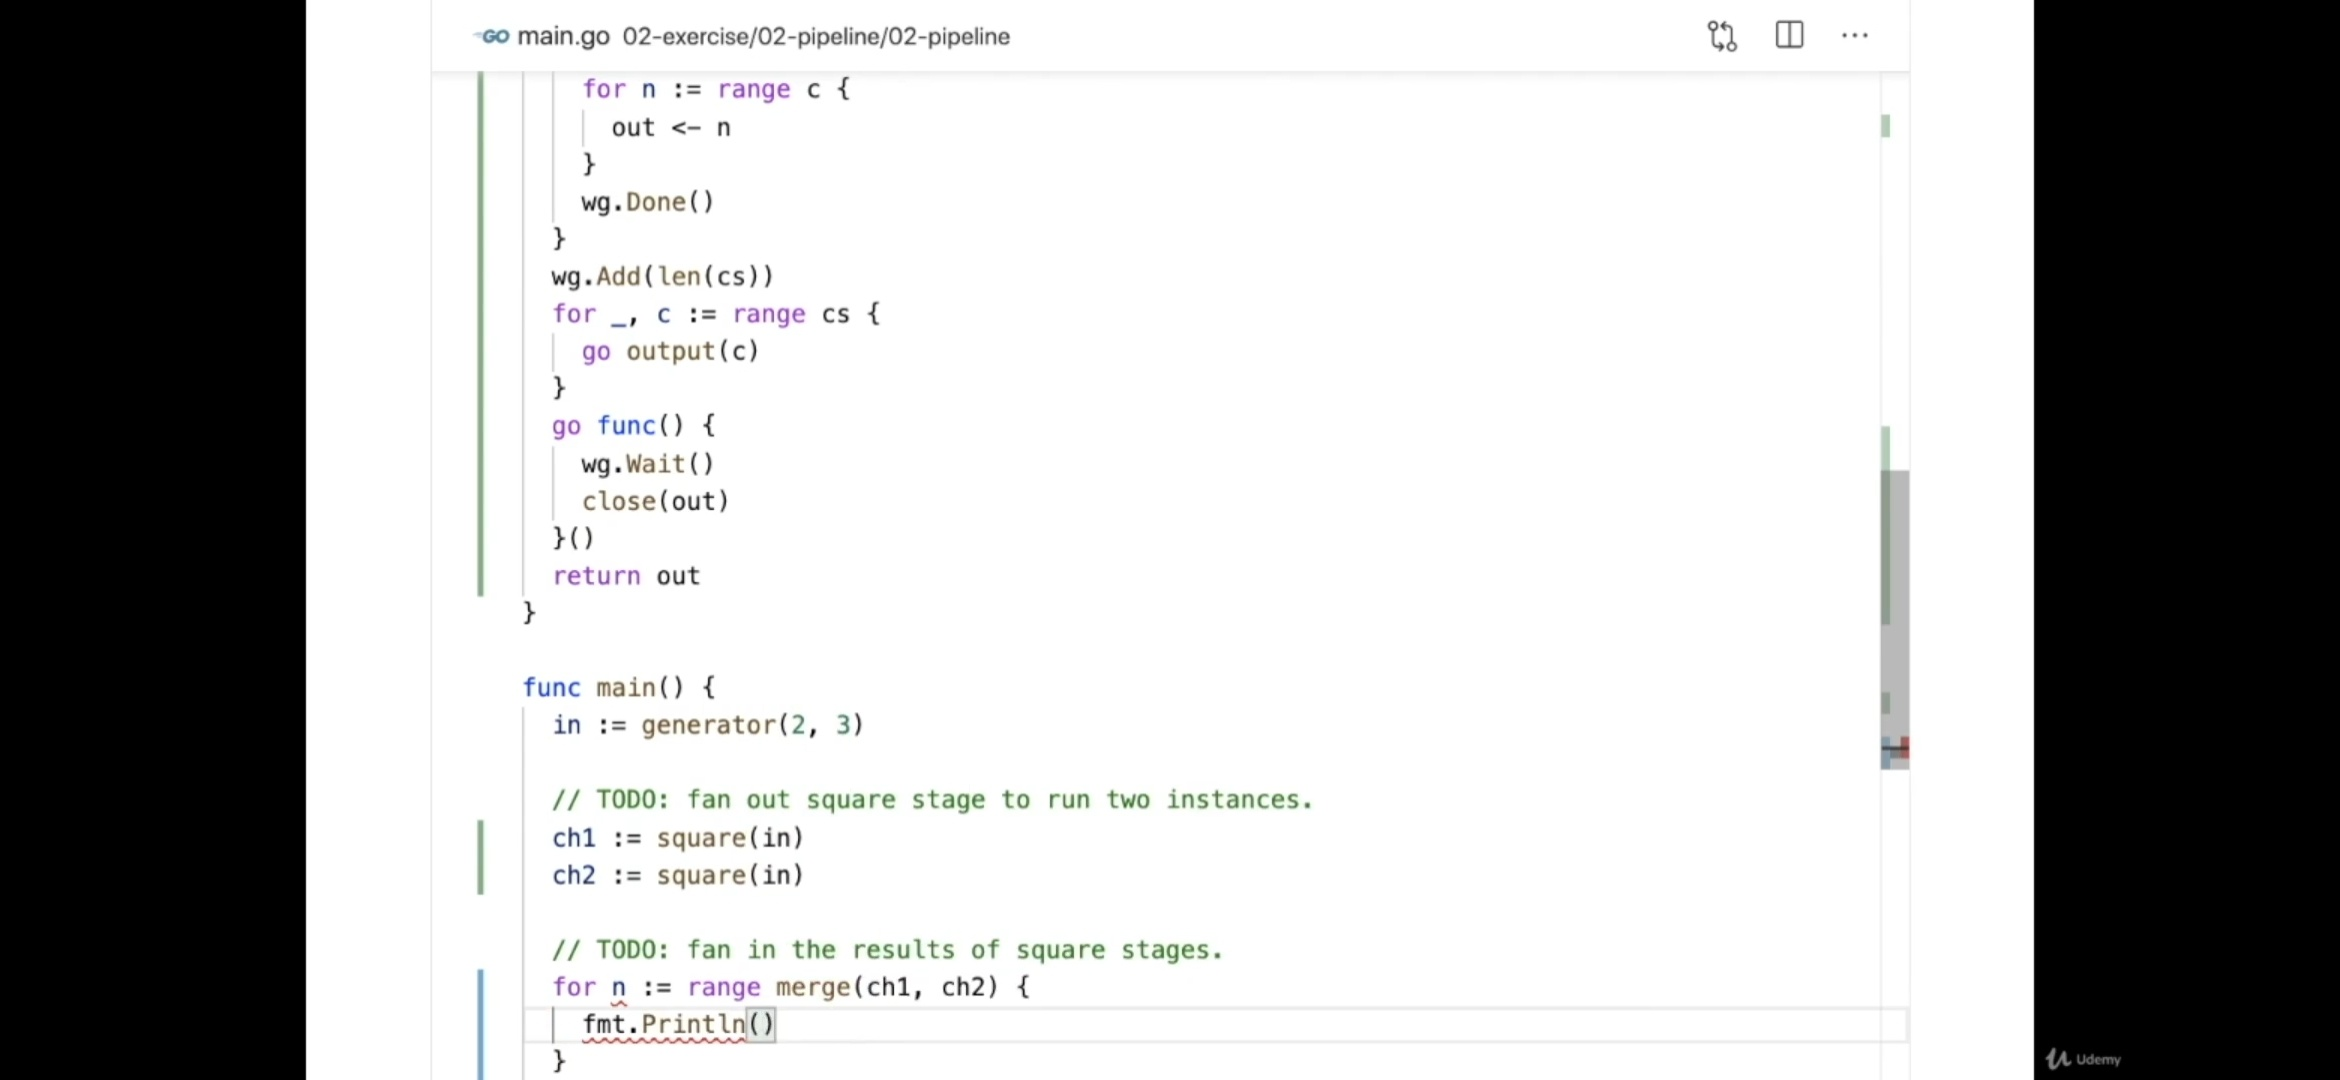 GO main.go 02-exercise/02-pipeline/02-pipeline
for n := range c {
out <- n
}
wg.Done()
}
wg.Add(len(cs))
for _, c := range cs {
go output(c)
}
go func() {
wg.Wait()
close(out)
}()
return out
}
func main() {
in := generator(2, 3)
// TODO: fan out square stage to run two instances.
ch1 := square(in)
ch2 := square(in)
// TODO: fan in the results of square stages.
for n := range merge(ch1, ch2) {
fmt.Println()
}
Udemy